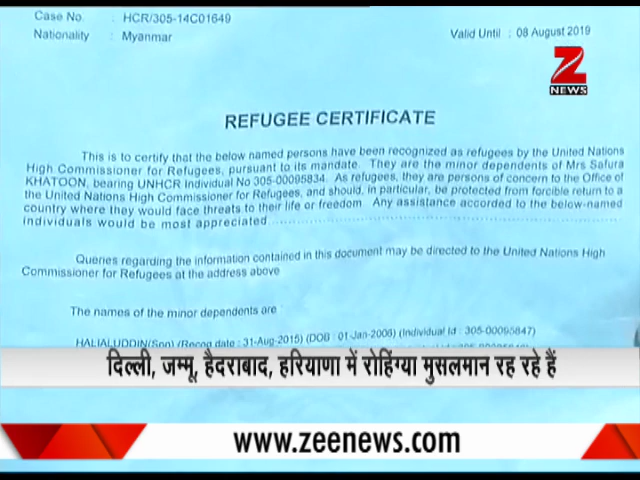 Case No. : HCR/305-14C01649
Nationality : Myanmar
Valid Until : 08 August 2019
Z
NEWS
REFUGEE CERTIFICATE
This is to certify that the below named persons have been recognized as refugees by the United Nations
High Commissioner for Refugees, pursuant to its mandate. They are the minor dependents of Mrs Safura
KHATOON, bearing UNHCR Individual No 305-00095834. As refugees, they are persons of concern to the Office of
the United Nations High Commissioner for Refugees, and should, in particular, be protected from forcible return to a
country where they would face threats to their life or freedom. Any assistance accorded to the below-named
individuals would be most appreciated
Queries regarding the information contained in this document may be directed to the United Nations High
Commissioner for Refugees at the address above
The names of the minor dependents are
HALIALUDDIN(Son) (Recog date : 31-Aug-2015) (DOB : 01-Jan-2006) (Individual Id : 305-00095847)
दिल्ली, जम्मू, हैदराबाद, हरियाणा में रोहिंग्या मुसलमान रह रहे हैं
www.zeenews.com